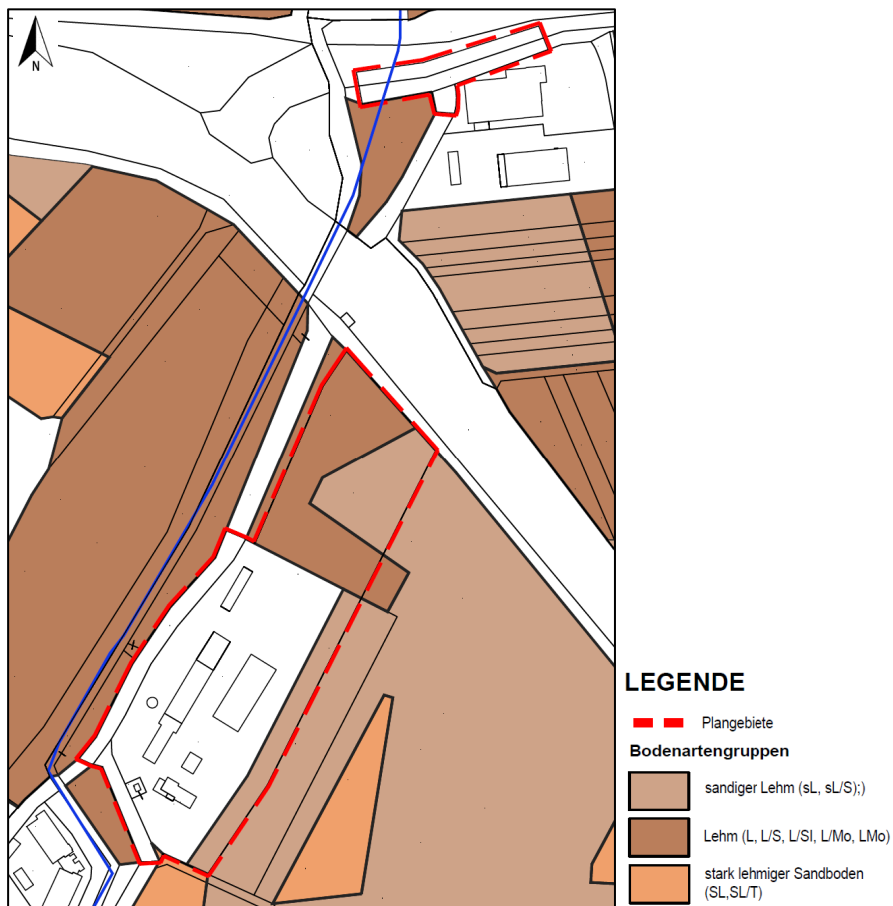 N
LEGENDE
Plangebiete
Bodenartengruppen
sandiger Lehm (sL, sL/S);)
Lehm (L, L/S, L/Sl, L/Mo, LMo)
stark lehmiger Sandboden
(SL,SL/T)